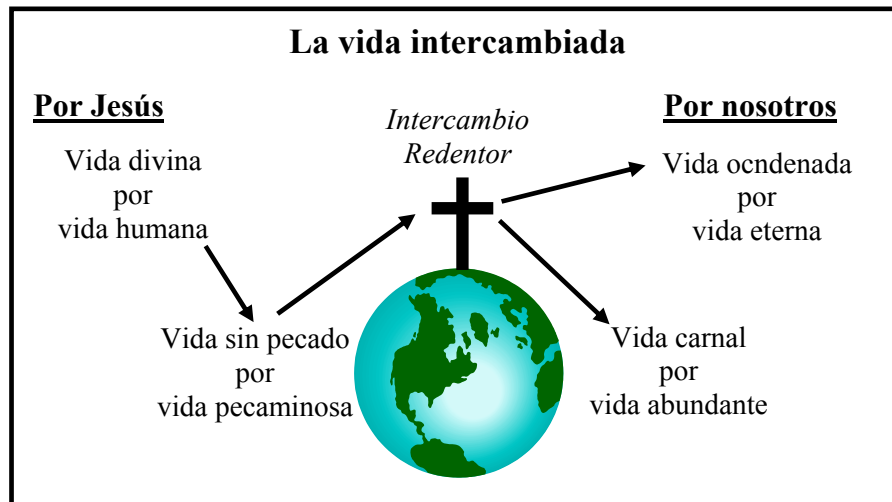 La vida intercambiada
Por Jesús
Vida divina
por
vida humana
Vida sin pecado
por
vida pecaminosa
Intercambio
Redentor
Por nosotros
Vida ocndenada
por
vida eterna
Vida carnal
por
vida abundante